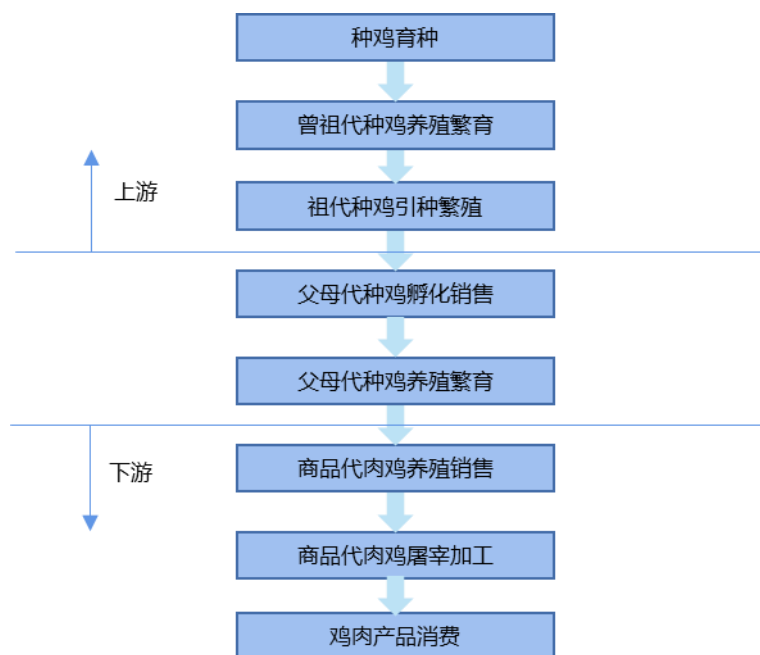 种鸡育种
曾祖代种鸡养殖繁育
上游
祖代种鸡引种繁殖
父母代种鸡孵化销售
父母代种鸡养殖繁育
商品代肉鸡养殖销售
下游
商品代肉鸡屠宰加工
鸡肉产品消费